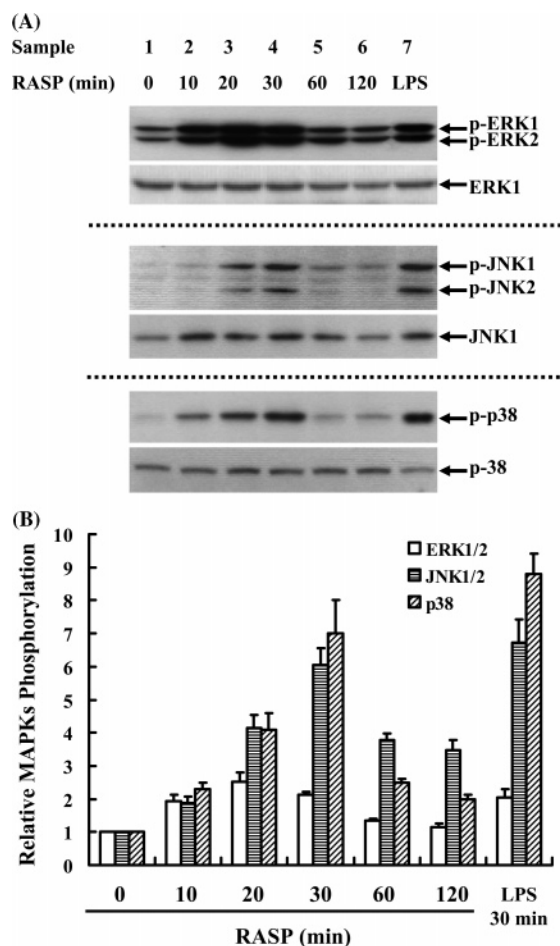 (A)
Sample 1 2 3 4 5 6 7
RASP (min) 0 10 20 30 60 120 LPS
p-ERK1
p-ERK2
ERK1
p-JNK1
p-JNK2
JNK1
p-p38
p-38
(B)
Relative MAPKs Phosphorylation
10
9
8
7
6
5
4
3
2
1
0
ERK1/2
JNK1/2
p38
0 10 20 30 60 120 LPS
30 min
RASP (min)